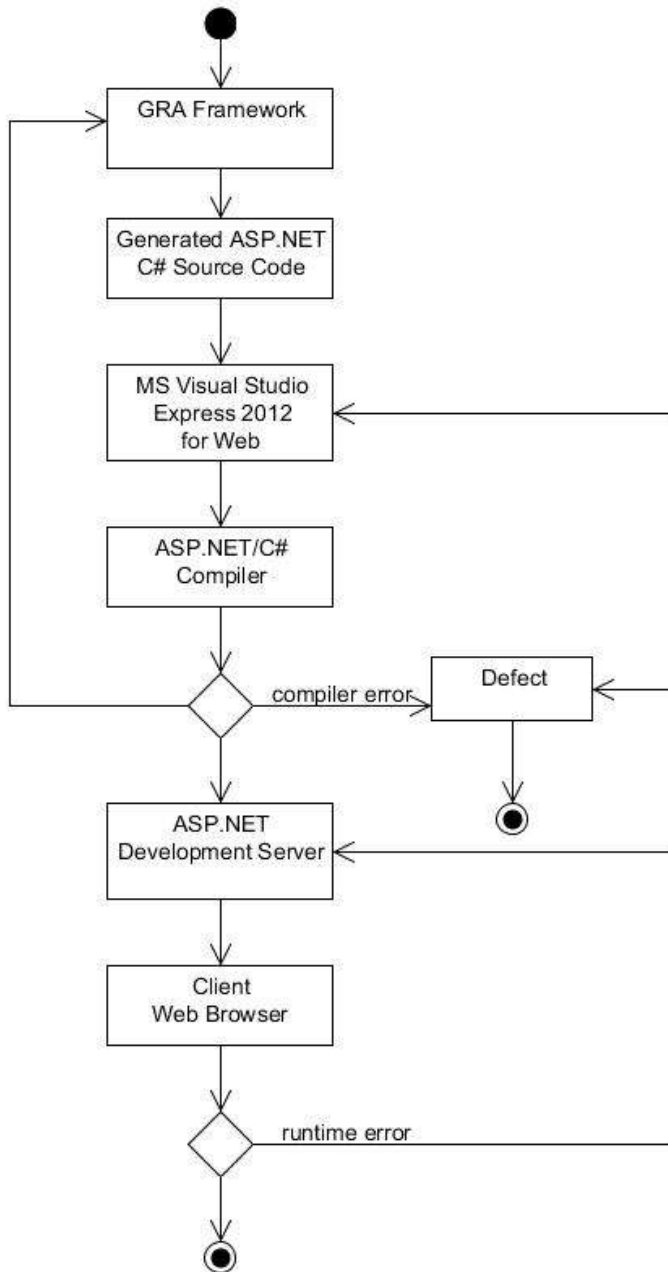 GRA Framework
Generated ASP.NET
C# Source Code
MS Visual Studio
Express 2012
for Web
ASP.NET/C#
Compiler
compiler error
Defect
ASP.NET
Development Server
Client
Web Browser
runtime error